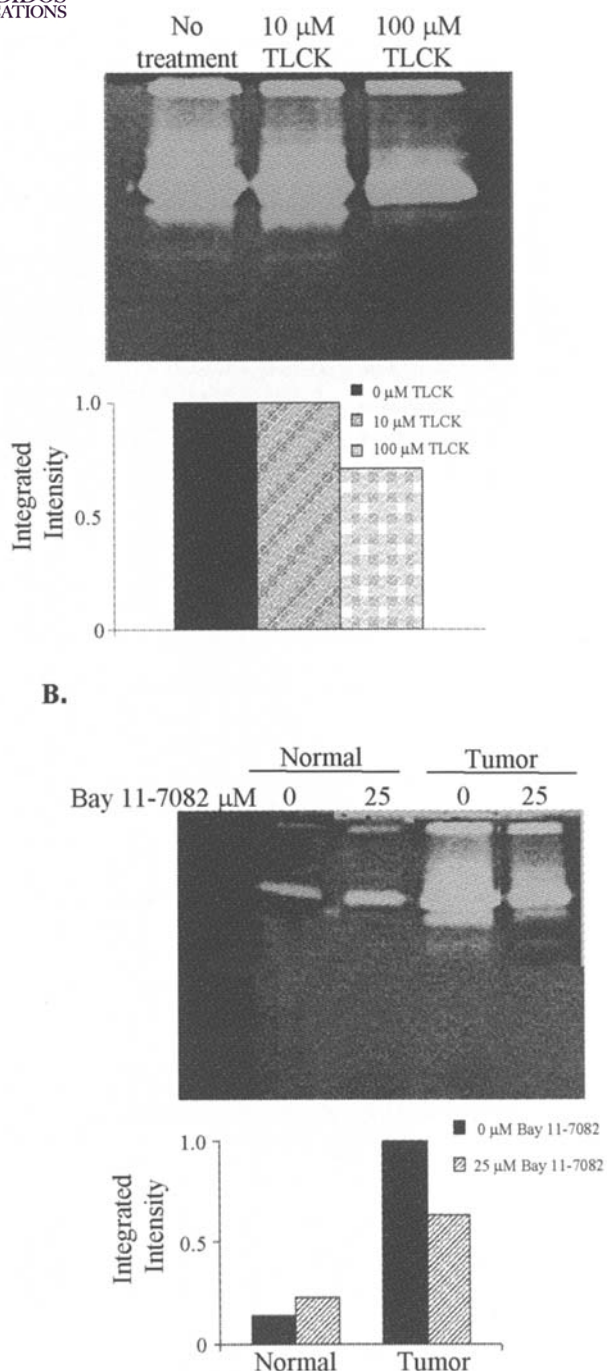 CATIONS
No treatment
10 μM TLCK
100 μM TLCK
Integrated Intensity
1.0
0.5
0
0 μM TLCK
10 μM TLCK
100 μM TLCK
B.
Normal
Tumor
Bay 11-7082 μM 0 25 0 25
Integrated Intensity
1.0
0.5
0
0 μM Bay 11-7082
25 μM Bay 11-7082
Normal
Tumor